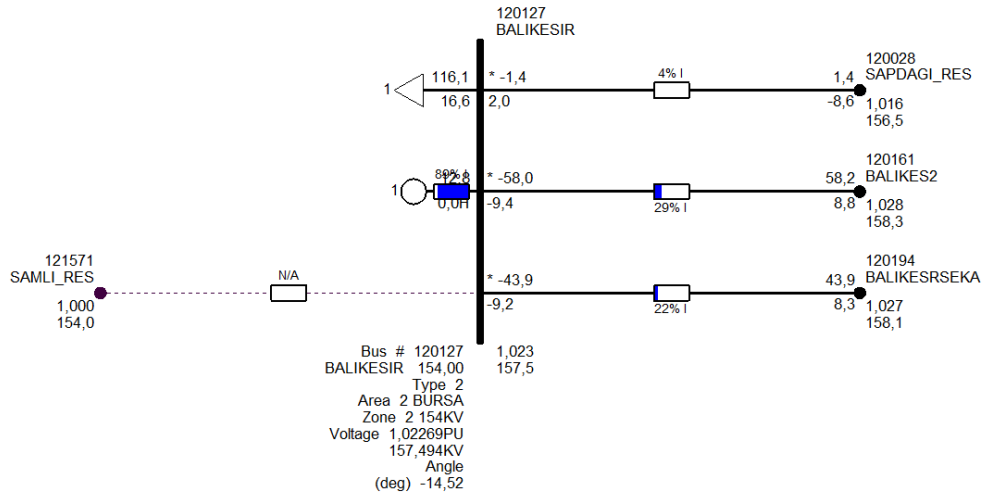 120127
BALIKESIR
120028
SAPDAGI_RES
1 116,1 * -1,4 4% I 1,4
16,6 2,0 -8,6 1,016
156,5
120161
BALIKES2
1 89% I 12,8 * -58,0 58,2
0,0H -9,4 29% I 8,8 1,028
158,3
121571
SAMLI_RES
120194
BALIKESRSEKA
N/A * -43,9 43,9
1,000 -9,2 22% I 8,3 1,027
154,0 158,1
Bus # 120127 1,023
BALIKESIR 154,00 157,5
Type 2
Area 2 BURSA
Zone 2 154KV
Voltage 1,02269PU
157,494KV
Angle
(deg) -14,52